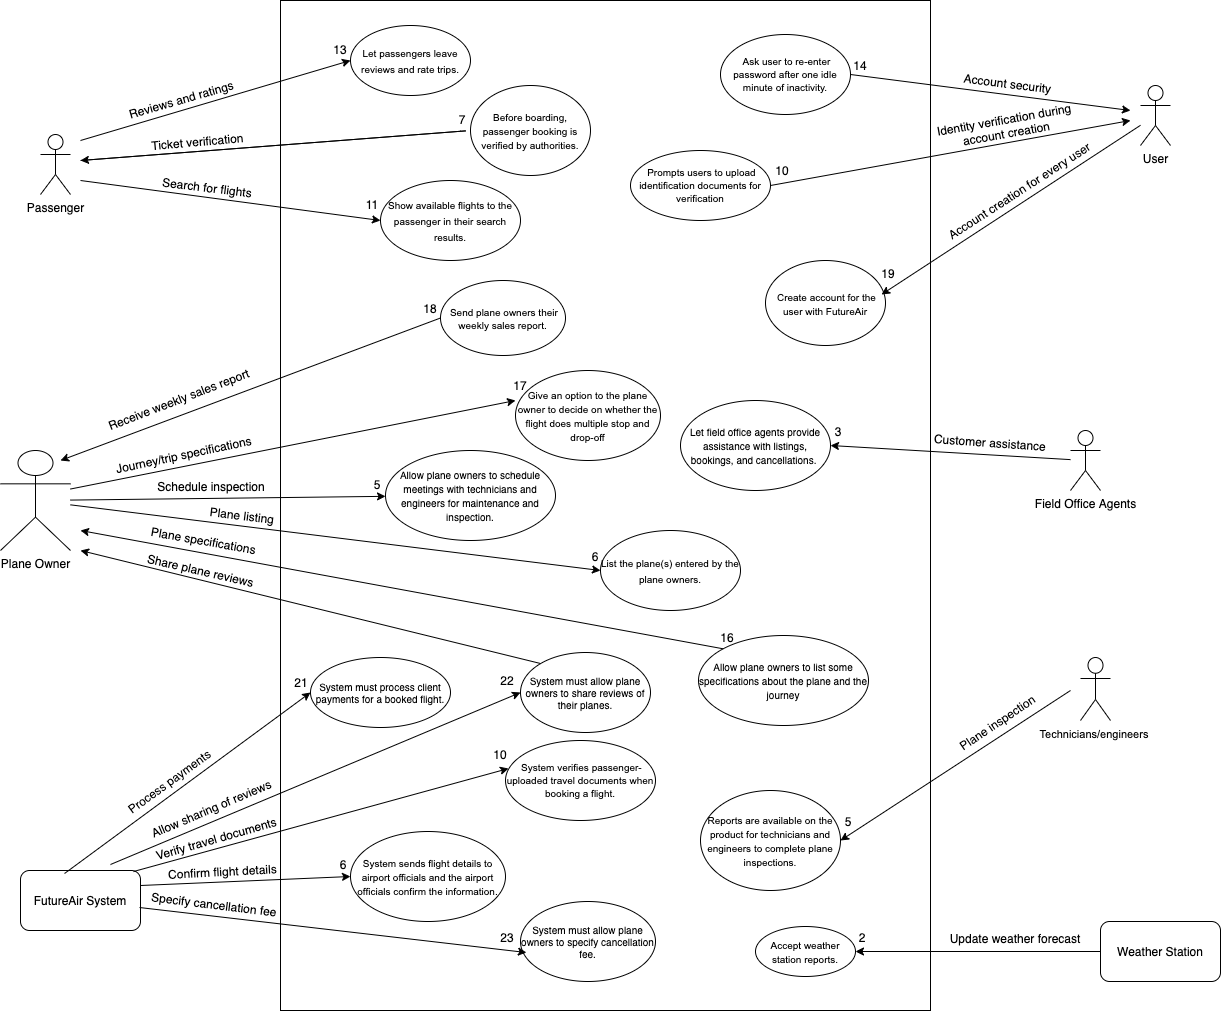 13
Let passengers leave
reviews and rate trips.
Reviews and ratings
7
Before boarding,
passenger booking is
verified by authorities.
Ticket verification
Passenger
Search for flights
11
Show available flights to the
passenger in their search
results.
Ask user to re-enter
password after one idle
minute of inactivity.
14
Account security
Identity verification during
account creation
User
Prompts users to upload
identification documents for
verification
10
Account creation for every user
19
Create account for the
user with FutureAir
18
Send plane owners their
weekly sales report.
Receive weekly sales report
17
Give an option to the plane
owner to decide on whether the
flight does multiple stop and
drop-off
Journey/trip specifications
Let field office agents provide
assistance with listings,
bookings, and cancellations.
3
Customer assistance
Field Office Agents
Schedule inspection
5
Allow plane owners to schedule
meetings with technicians and
engineers for maintenance and
inspection.
Plane listing
6
List the plane(s) entered by the
plane owners.
Plane specifications
Share plane reviews
Plane Owner
16
Allow plane owners to list some
specifications about the plane and the
journey
21
System must process client
payments for a booked flight.
22
System must allow plane
owners to share reviews of
their planes.
Plane inspection
Technicians/engineers
10
System verifies passenger-
uploaded travel documents when
booking a flight.
Process payments
Allow sharing of reviews
Verify travel documents
5
Reports are available on the
product for technicians and
engineers to complete plane
inspections.
Confirm flight details
6
System sends flight details to
airport officials and the airport
officials confirm the information.
FutureAir System
Specify cancellation fee
23
System must allow plane
owners to specify cancellation
fee.
Accept weather
station reports.
2
Update weather forecast
Weather Station